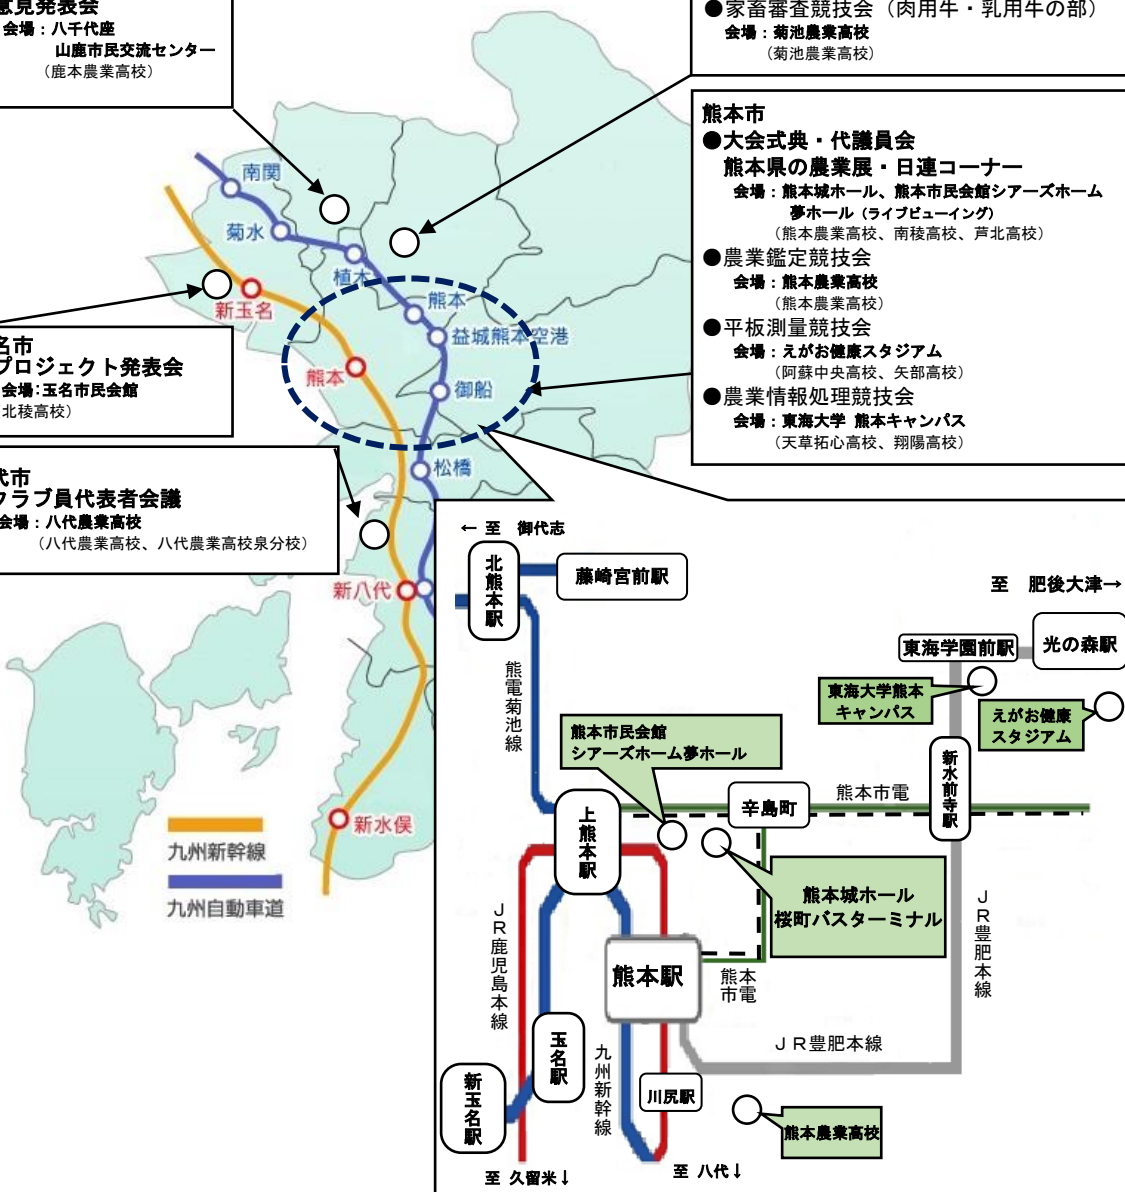 意見発表会
会場：八千代座
山鹿市民交流センター
（鹿本農業高校）
●家畜審査競技会（肉用牛・乳用牛の部）
会場：菊池農業高校
（菊池農業高校）
熊本市
●大会式典・代議員会
熊本県の農業展・日連コーナー
会場：熊本城ホール、熊本市民会館シアーズホーム
夢ホール（ライブビューイング）
（熊本農業高校、南稜高校、芦北高校）
●農業鑑定競技会
会場：熊本農業高校
（熊本農業高校）
●平板測量競技会
会場：えがお健康スタジアム
（阿蘇中央高校、矢部高校）
●農業情報処理競技会
会場：東海大学 熊本キャンパス
（天草拓心高校、翔陽高校）
名市
プロジェクト発表会
会場：玉名市民会館
北稜高校）
代市
クラブ員代表者会議
会場：八代農業高校
（八代農業高校、八代農業高校泉分校）
南関
菊水
植木
熊本
益城熊本空港
御船
松橋
新玉名
熊本
新八代
新水俣
九州新幹線
九州自動車道
← 至 御代志
北熊本駅
藤崎宮前駅
至 肥後大津→
東海学園前駅
光の森駅
東海大学熊本
キャンパス
えがお健康
スタジアム
熊電菊池線
熊本市民会館
シアーズホーム夢ホール
新水前寺駅
辛島町
熊本市電
上熊本駅
熊本城ホール
桜町バスターミナル
ＪＲ鹿児島本線
ＪＲ豊肥本線
熊本駅
熊本
市電
ＪＲ豊肥本線
玉名駅
九州新幹線
新玉名駅
川尻駅
熊本農業高校
至 久留米↓
至 八代↓